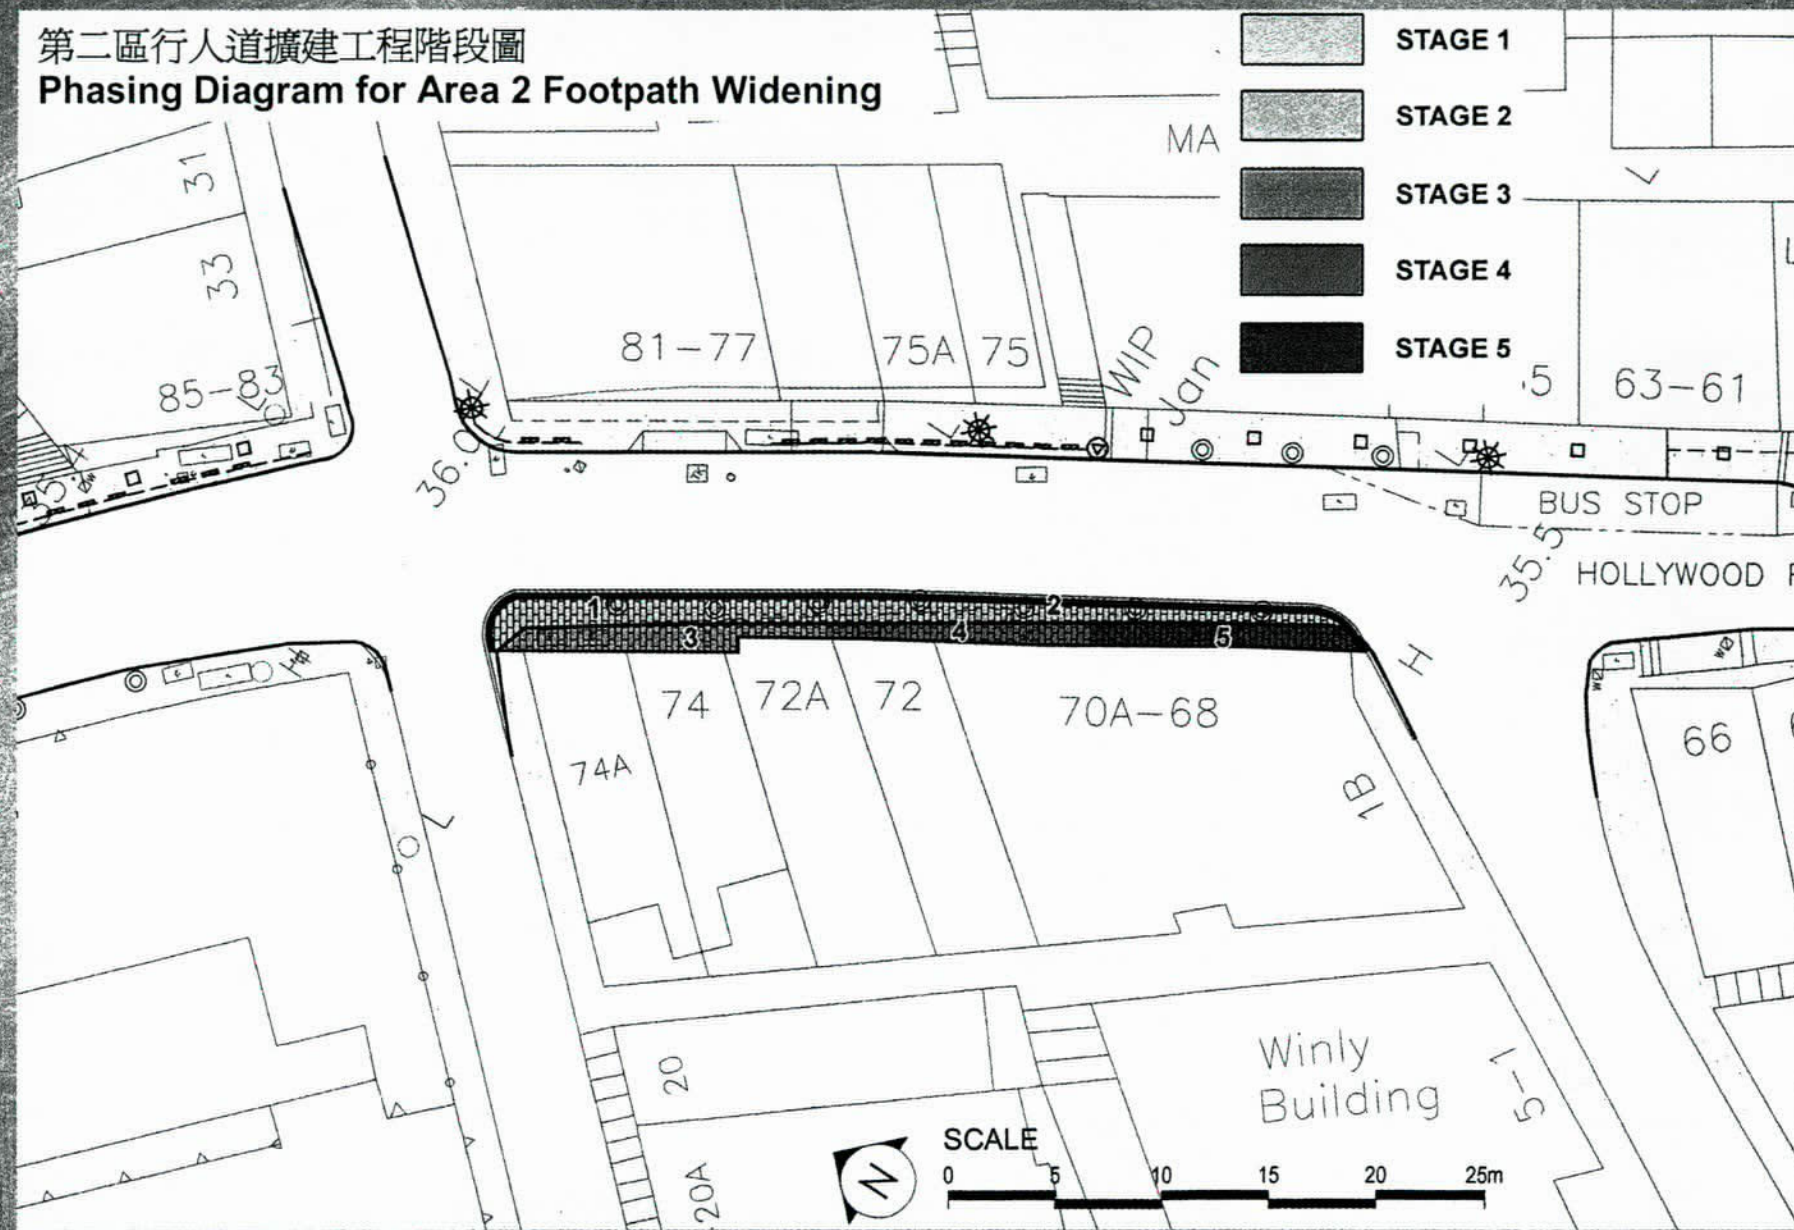 第二區行人道擴建工程階段圖
Phasing Diagram for Area 2 Footpath Widening
STAGE 1
STAGE 2
STAGE 3
STAGE 4
STAGE 5
MA
31
33
85-83
81-77
75A
75
WIP
Jan
.5
63-61
L
36.0
35.5
BUS STOP
HOLLYWOOD
1
2
3
4
5
H
74A
74
72A
72
70A-68
1B
66
20
20A
Winly
Building
5-1
N
SCALE
0 5 10 15 20 25m